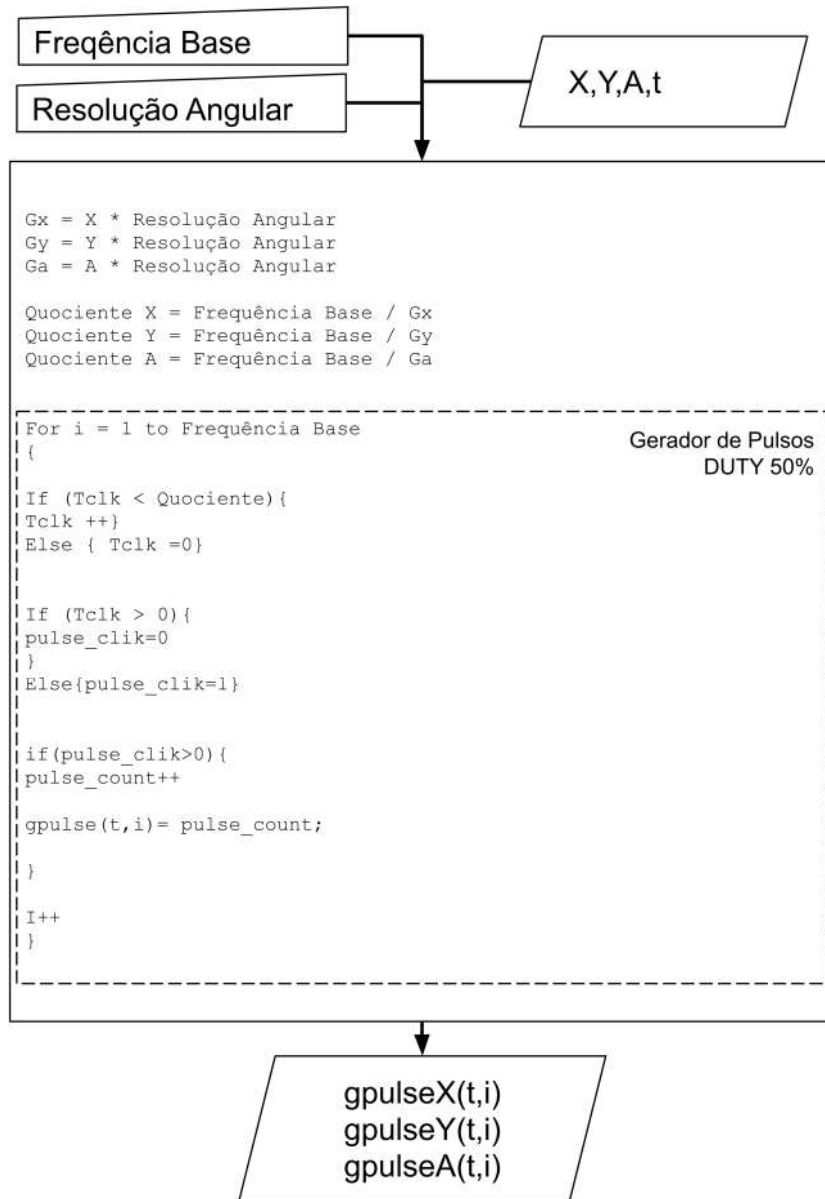 Freqência Base
Resolução Angular
X,Y,A,t
Gx = X * Resolução Angular
Gy = Y * Resolução Angular
Ga = A * Resolução Angular
Quociente X = Frequência Base / Gx
Quociente Y = Frequência Base / Gy
Quociente A = Frequência Base / Ga
For i = 1 to Frequência Base
Gerador de Pulsos
DUTY 50%
{
If (Tclk < Quociente){
Tclk ++}
Else { Tclk =0}
If (Tclk > 0){
pulse_clik=0
}
Else{pulse_clik=1}
if(pulse_clik>0){
pulse_count++
gpulse(t,i)= pulse_count;
}
I++
}
gpulseX(t,i)
gpulseY(t,i)
gpulseA(t,i)